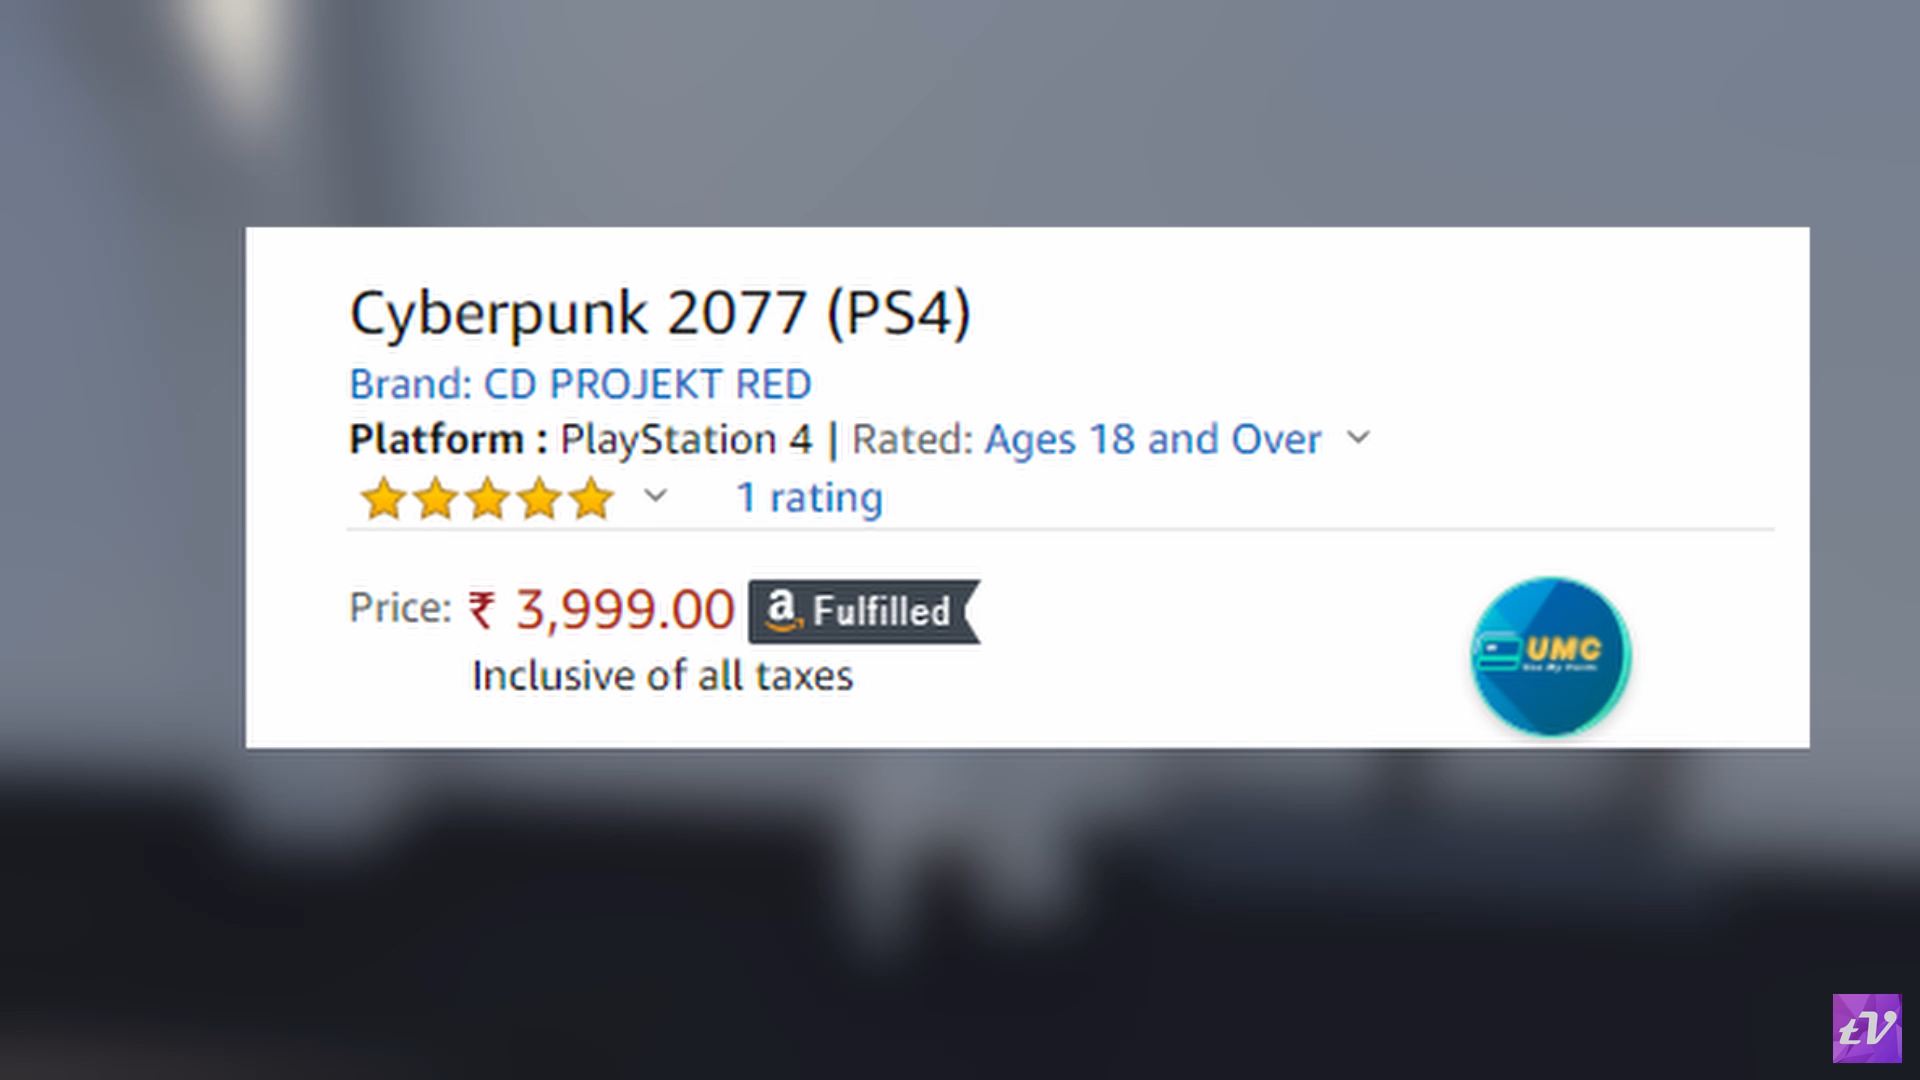 Cyberpunk 2077 (PS4)
Brand: CD PROJEKT RED
Platform : PlayStation 4 | Rated: Ages 18 and Over
1 rating
Price: ₹ 3,999.00 a Fulfilled
Inclusive of all taxes
UMC
tV